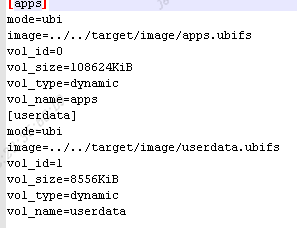 [apps]
mode=ubi
image=../../target/image/apps.ubifs
vol_id=0
vol_size=108624KiB
vol_type=dynamic
vol_name=apps
[userdata]
mode=ubi
image=../../target/image/userdata.ubifs
vol_id=1
vol_size=8556KiB
vol_type=dynamic
vol_name=userdata